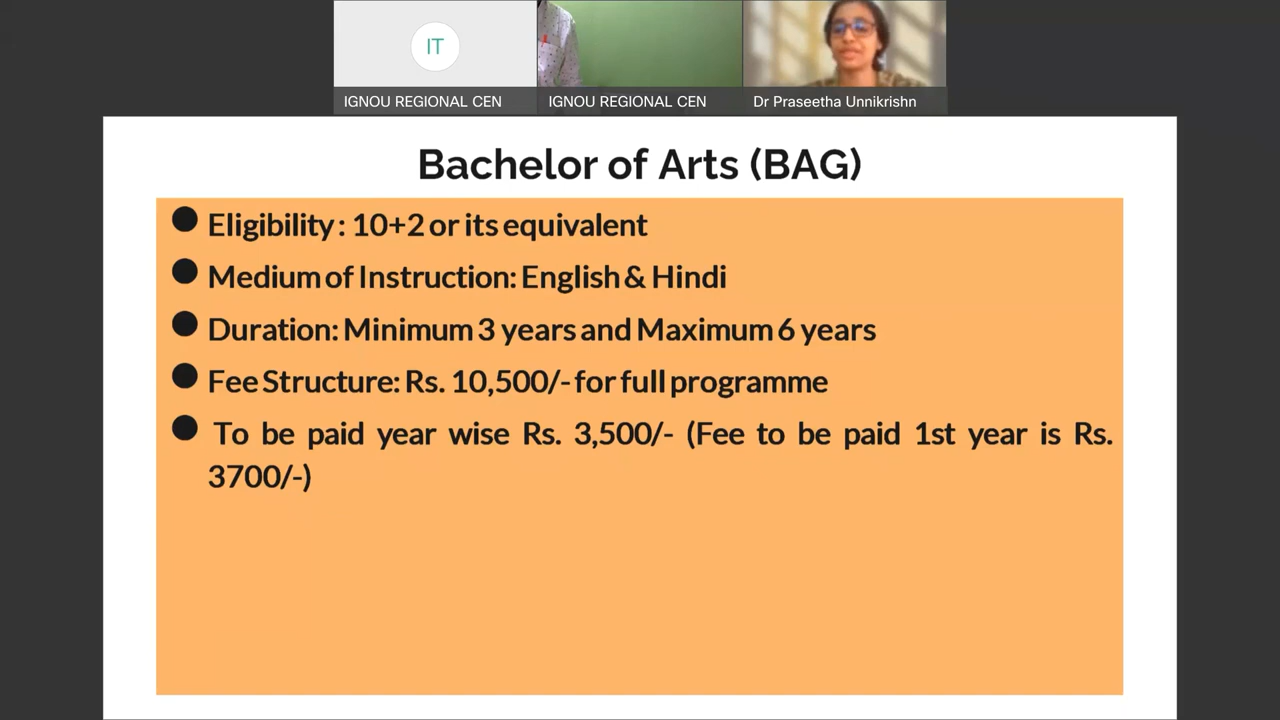 IT
IGNOU REGIONAL CEN
IGNOU REGIONAL CEN
Dr Praseetha Unnikrishn
Bachelor of Arts (BAG)
Eligibility : 10+2 or its equivalent
Medium of Instruction: English & Hindi
Duration: Minimum 3 years and Maximum 6 years
Fee Structure: Rs. 10,500/- for full programme
To be paid year wise Rs. 3,500/- (Fee to be paid 1st year is Rs.
3700/-)